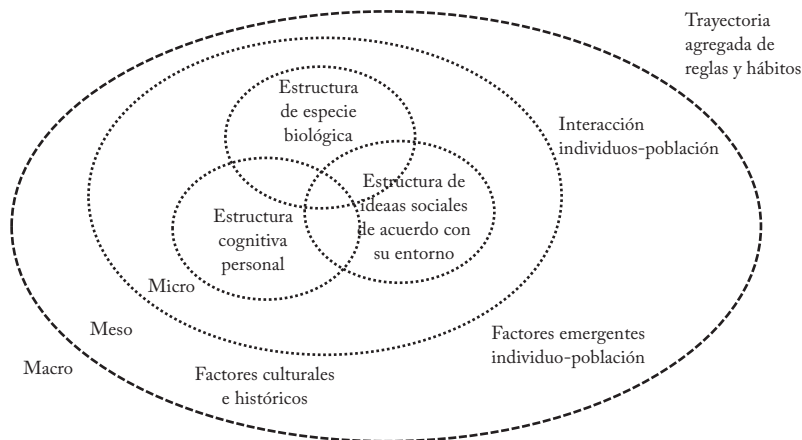 Trayectoria
agregada de
reglas y hábitos
Estructura
de especie
biológica
Interacción
individuos-población
Estructura de
ideaas sociales
de acuerdo con
su entorno
Estructura
cognitiva
personal
Micro
Meso
Macro
Factores emergentes
individuo-población
Factores culturales
e históricos